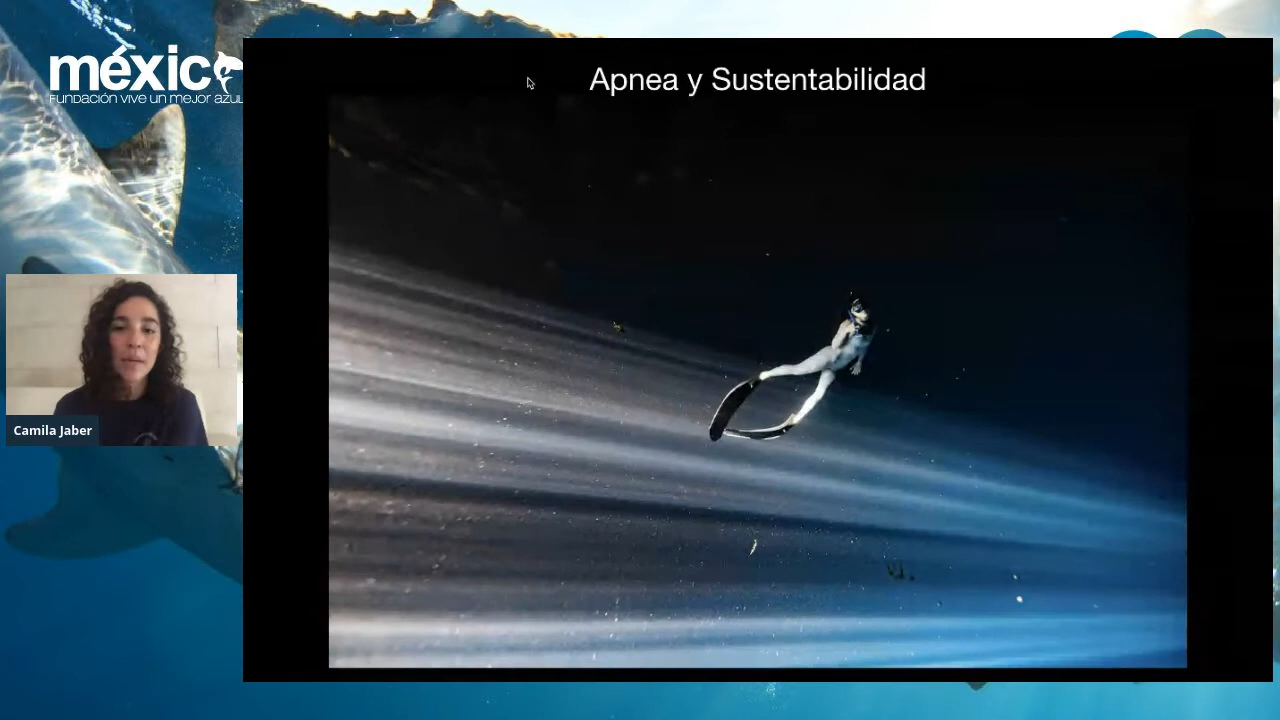 méxico
FUNDACIÓN VIVE UN MEJOR AZUL
Apnea y Sustentabilidad
Camila Jaber